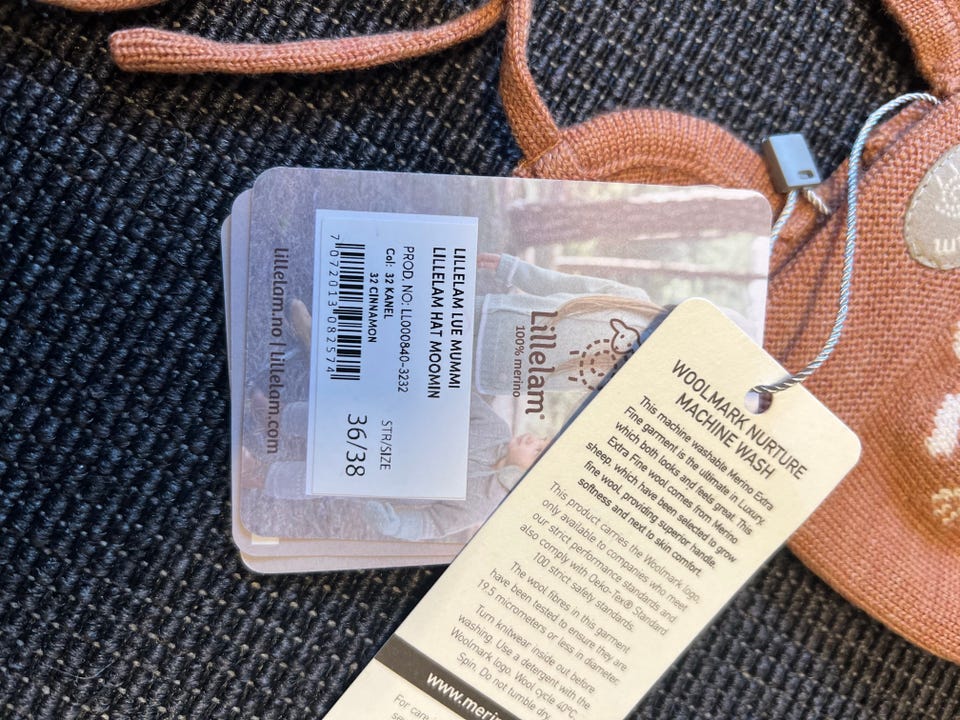 LILLELAM LUE MUMMI
LILLELAM HAT MOOMIN
PROD. NO: LL000840-3232
Col: 32 KANEL
32 CINNAMON
STR/SIZE
36/38
7 072013 082574
lillelam.no | lillelam.com
Lillelam®
100% merino
WOOLMARK NURTURE
MACHINE WASH
This machine washable Merino Extra
Fine garment is the ultimate in Luxury,
which both looks and feels great. This
Extra Fine wool comes from Merino
sheep, which have been selected to grow
fine wool, providing superior handle,
softness and next to skin comfort.
This product carries the Woolmark logo,
only available to companies who meet
our strict performance standards and
also comply with Oeko-Tex® Standard
100 strict safety standards.
The wool fibres in this garment
have been tested to ensure they are
19.5 micrometers or less in diameter.
Turn knitwear inside out before
washing. Use a detergent with the
Woolmark logo. Wool cycle 40°C.
Spin. Do not tumble dry.
www.merin
For care